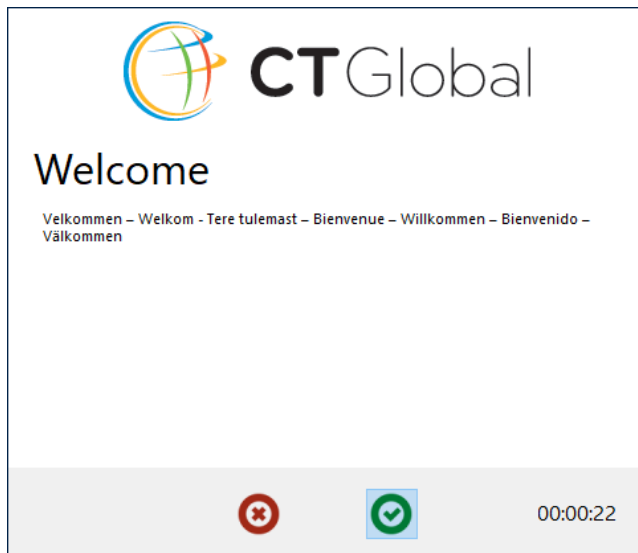 CTGlobal
Welcome
Velkommen – Welkom - Tere tulemast – Bienvenue – Willkommen – Bienvenido –
Välkommen
00:00:22